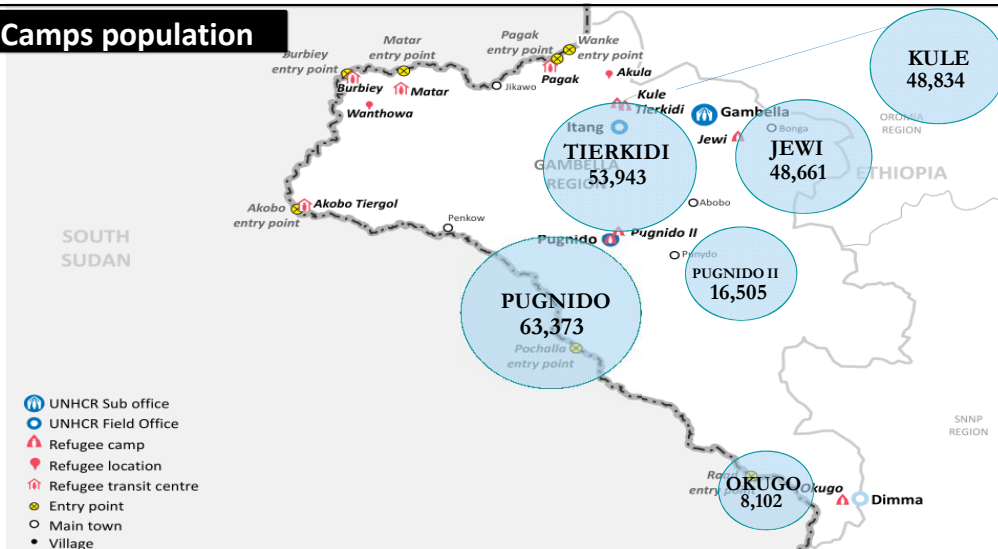 Camps population
Burbiey
entry point
Matar
entry point
Pagak
entry point
Wanke
entry point
KULE
48,834
Burbiey
Matar
Jikawo
Pagak
Akula
Wanthowa
Kule
Tierkidi
Gambella
Itang
Jewi
Bonga
OROMIA
REGION
TIERKIDI
53,943
GAMBELLA
REGION
JEWI
48,661
ETHIOPIA
Akobo
entry point
Akobo Tiergol
Penkow
Abobo
SOUTH
SUDAN
Pugnido
Pugnido II
Punydo
PUGNIDO II
16,505
PUGNIDO
63,373
Pochalla
entry point
SNNP
REGION
UNHCR Sub office
UNHCR Field Office
Refugee camp
Refugee location
Refugee transit centre
Entry point
Main town
Village
Raad
entry point
OKUGO
8,102
Okugo
Dimma